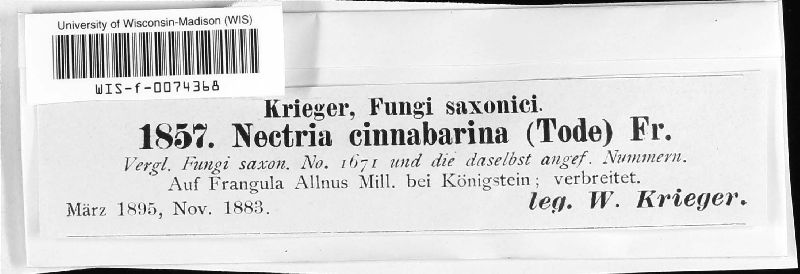 University of Wisconsin-Madison (WIS)
WIS-f-0074368
Krieger, Fungi saxonici.
1857. Nectria cinnabarina (Tode) Fr.
Vergl. Fungi saxon. No. 1671 und die daselbst angef. Nummern.
Auf Frangula Allnus Mill. bei Königstein; verbreitet.
März 1895, Nov. 1883.
leg. W. Krieger.